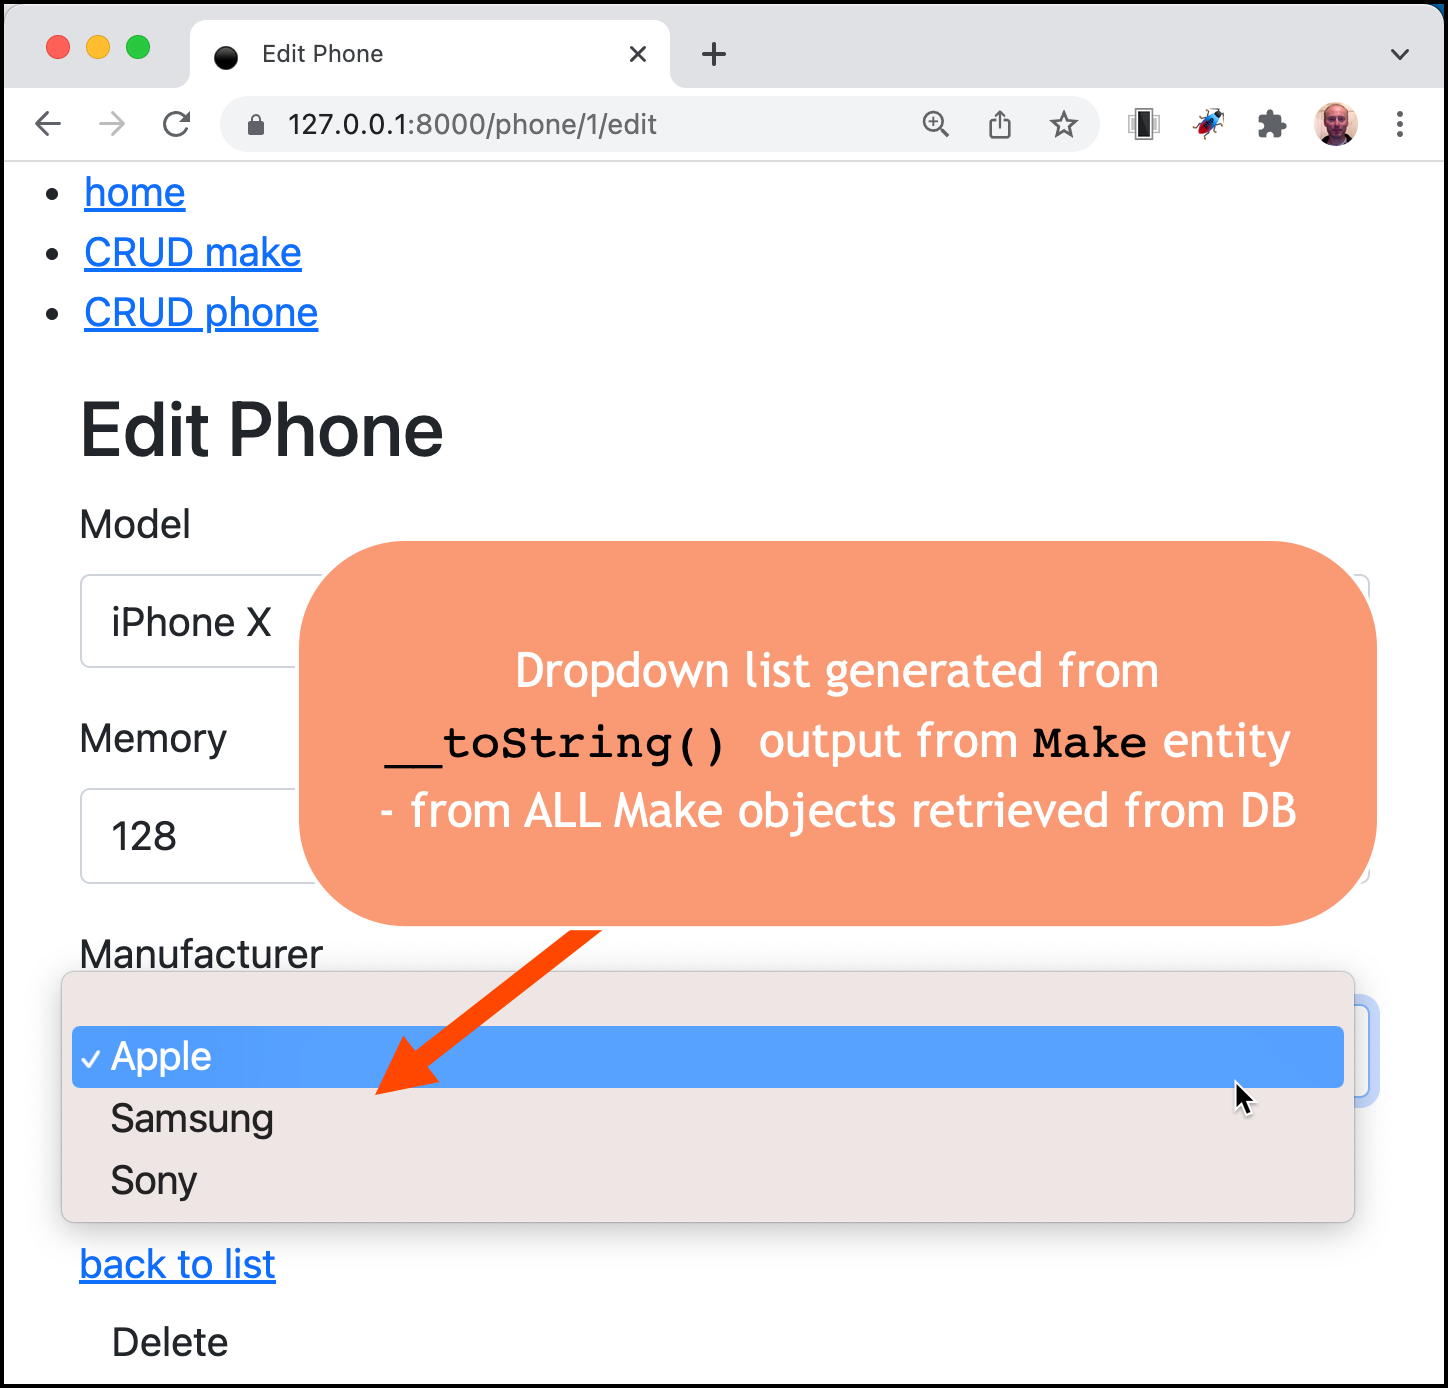 Edit Phone
127.0.0.1:8000/phone/1/edit
home
CRUD make
CRUD phone
Edit Phone
Model
iPhone X
Dropdown list generated from
__toString() output from Make entity
- from ALL Make objects retrieved from DB
Memory
128
Manufacturer
Apple
Samsung
Sony
back to list
Delete